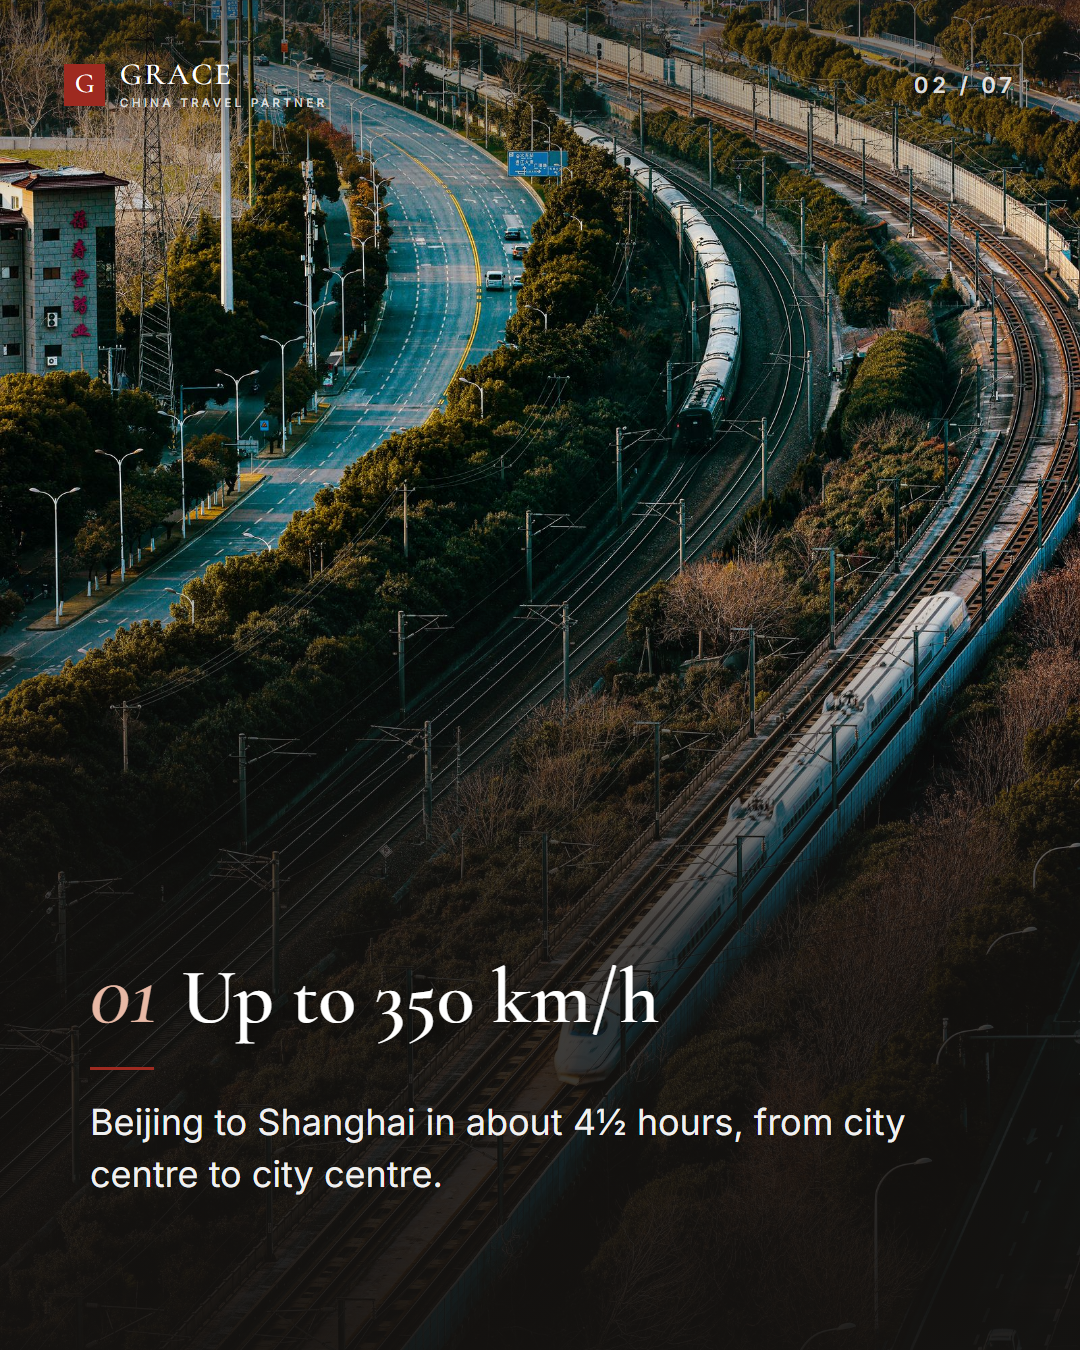 G
GRACE
CHINA TRAVEL PARTNER
02 / 07
01 Up to 350 km/h
Beijing to Shanghai in about 4½ hours, from city
centre to city centre.